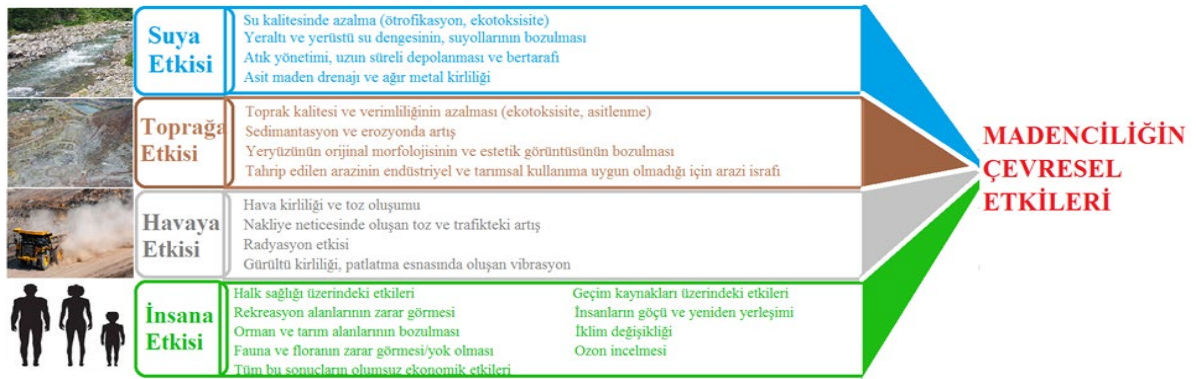 Suya
Etkisi
Su kalitesinde azalma (ötrofikasyon, ekotoksisite)
Yeraltı ve yerüstü su dengesinin, suyollarının bozulması
Atık yönetimi, uzun süreli depolanması ve bertarafı
Asit maden drenajı ve ağır metal kirliliği
Toprağa
Etkisi
Toprak kalitesi ve verimliliğinin azalması (ekotoksisite, asitlenme)
Sedimantasyon ve erozyonda artış
Yeryüzünün orijinal morfolojisinin ve estetik görüntüsünün bozulması
Tahrip edilen arazinin endüstriyel ve tarımsal kullanıma uygun olmadığı için arazi israfı
Havaya
Etkisi
Hava kirliliği ve toz oluşumu
Nakliye neticesinde oluşan toz ve trafikteki artış
Radyasyon etkisi
Gürültü kirliliği, patlatma esnasında oluşan vibrasyon
İnsana
Etkisi
Halk sağlığı üzerindeki etkileri
Rekreasyon alanlarının zarar görmesi
Orman ve tarım alanlarının bozulması
Fauna ve floranın zarar görmesi/yok olması
Tüm bu sonuçların olumsuz ekonomik etkileri
Geçim kaynakları üzerindeki etkileri
İnsanların göçü ve yeniden yerleşimi
İklim değişikliği
Ozon incelmesi
MADENCİLİĞİN
ÇEVRESEL
ETKİLERİ